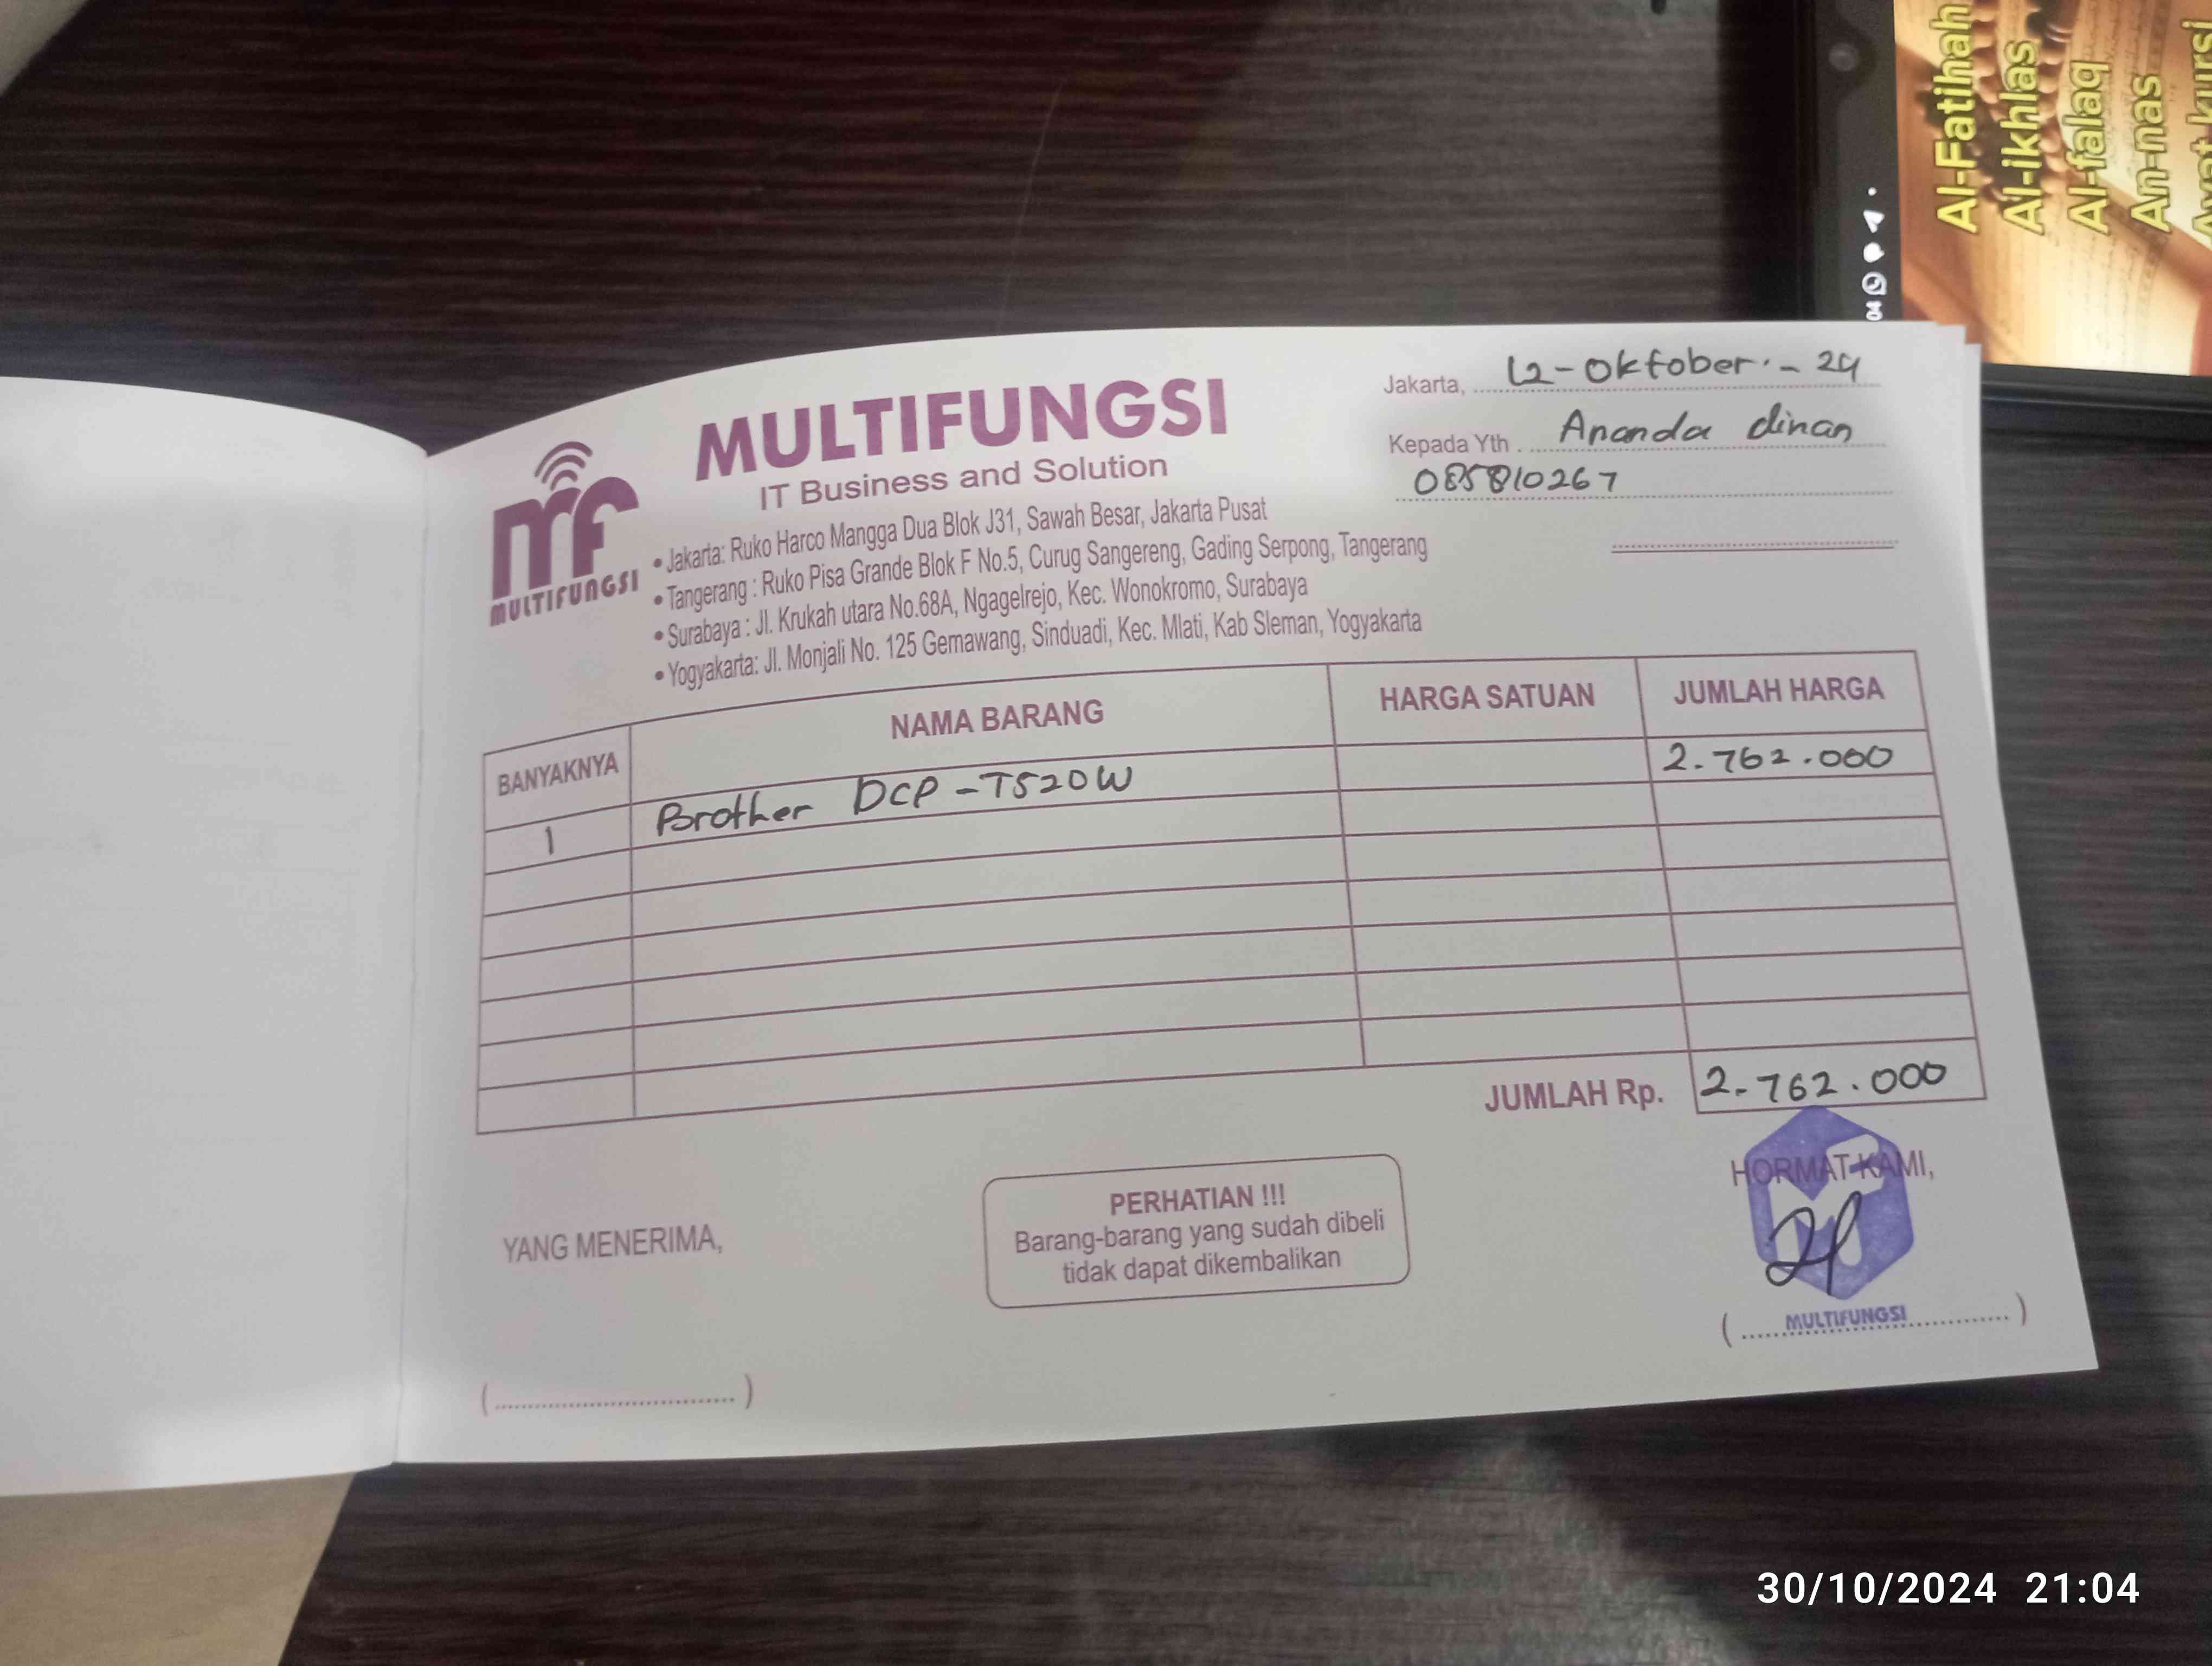 MULTIFUNGSI
IT Business and Solution
mf
MULTIFUNGSI
• Jakarta: Ruko Harco Mangga Dua Blok J31, Sawah Besar, Jakarta Pusat
• Tangerang : Ruko Pisa Grande Blok F No.5, Curug Sangereng, Gading Serpong, Tangerang
• Surabaya : Jl. Krukah utara No.68A, Ngagelrejo, Kec. Wonokromo, Surabaya
• Yogyakarta: Jl. Monjali No. 125 Gemawang, Sinduadi, Kec. Mlati, Kab Sleman, Yogyakarta
Jakarta, 12-Oktober-24
Kepada Yth . Ananda dinan
085810267
BANYAKNYA NAMA BARANG HARGA SATUAN JUMLAH HARGA
1 Brother DCP-T520W 2.762.000
JUMLAH Rp. 2.762.000
YANG MENERIMA,
PERHATIAN !!!
Barang-barang yang sudah dibeli
tidak dapat dikembalikan
HORMAT KAMI,
MULTIFUNGSI
Al-Fatihah
Al-ikhlas
Al-falaq
An-nas
Ayat kursi
30/10/2024 21:04